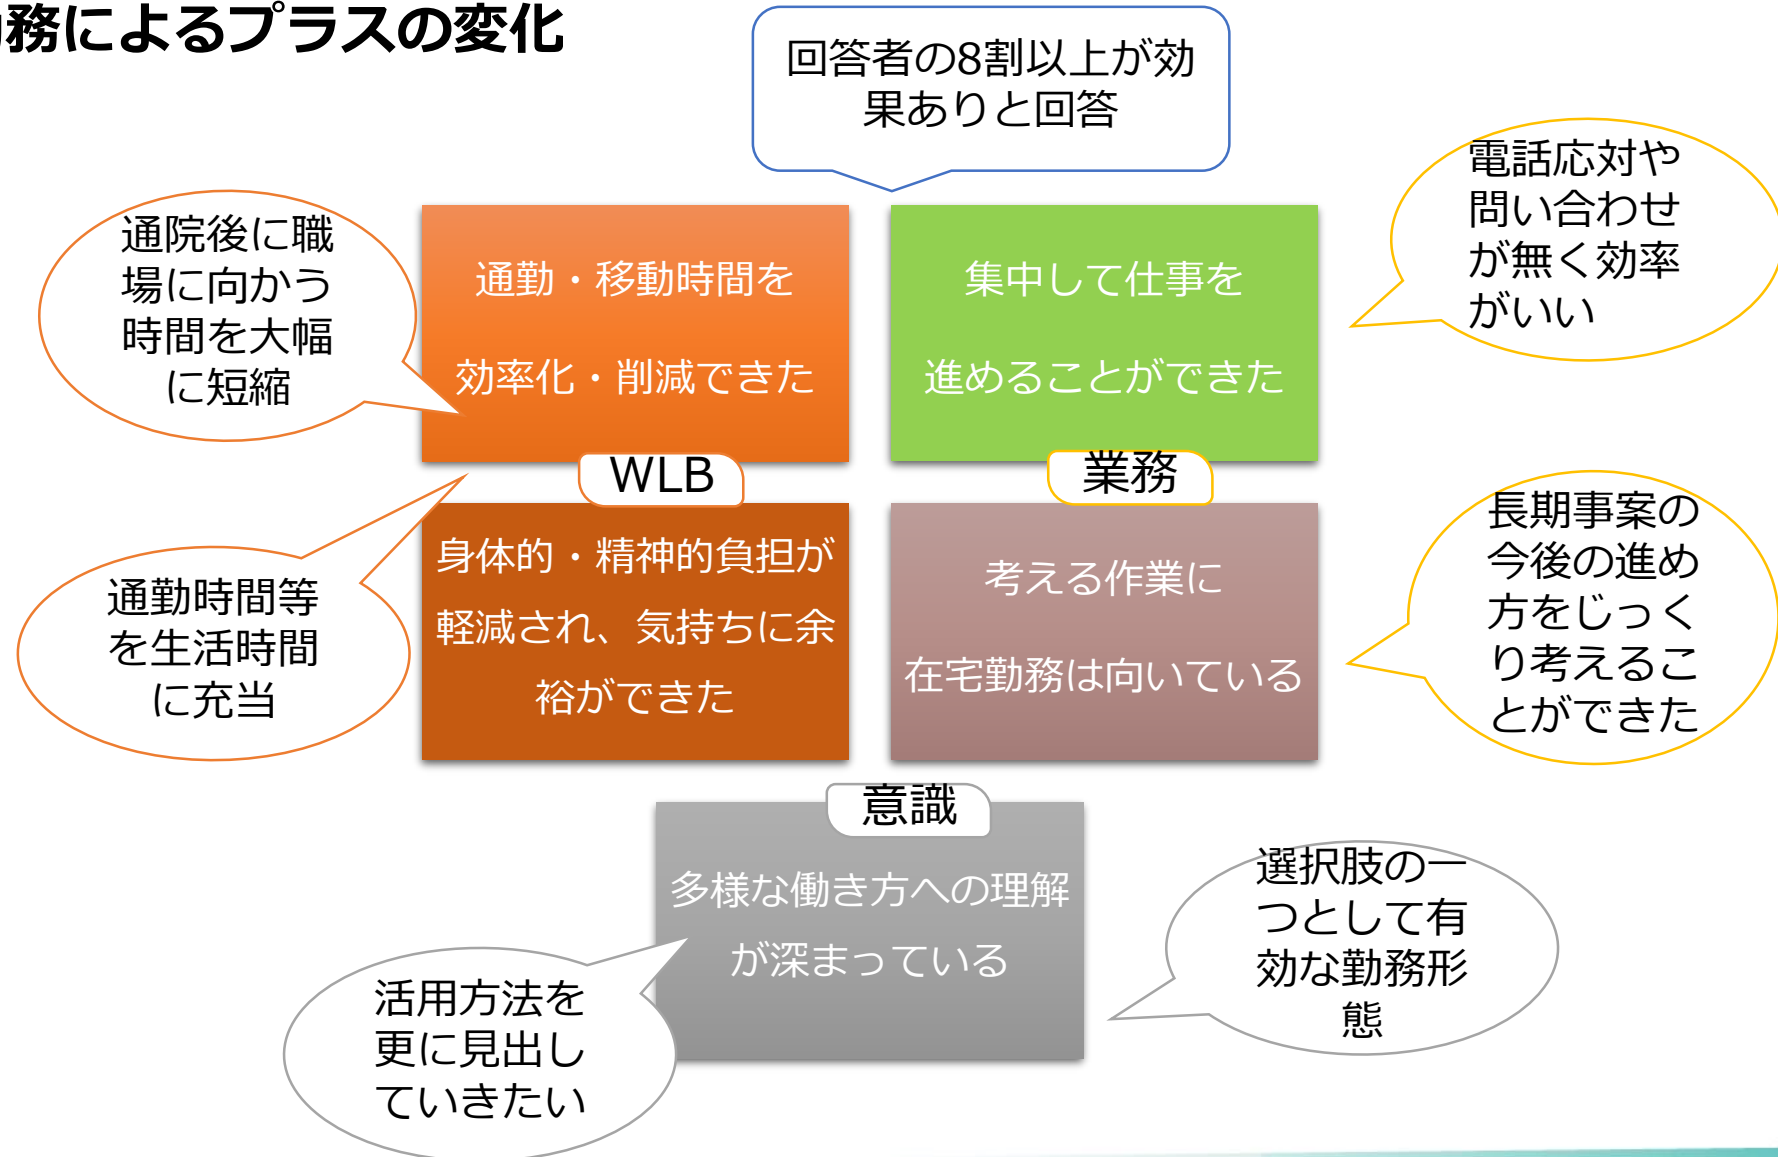 務によるプラスの変化
回答者の8割以上が効
果ありと回答
通院後に職
場に向かう
時間を大幅
に短縮
通勤・移動時間を
効率化・削減できた
集中して仕事を
進めることができた
電話応対や
問い合わせ
が無く効率
がいい
WLB
業務
通勤時間等
を生活時間
に充当
身体的・精神的負担が
軽減され、気持ちに余
裕ができた
考える作業に
在宅勤務は向いている
長期事案の
今後の進め
方をじっく
り考えるこ
とができた
意識
多様な働き方への理解
が深まっている
活用方法を
更に見出し
ていきたい
選択肢の一
つとして有
効な勤務形
態